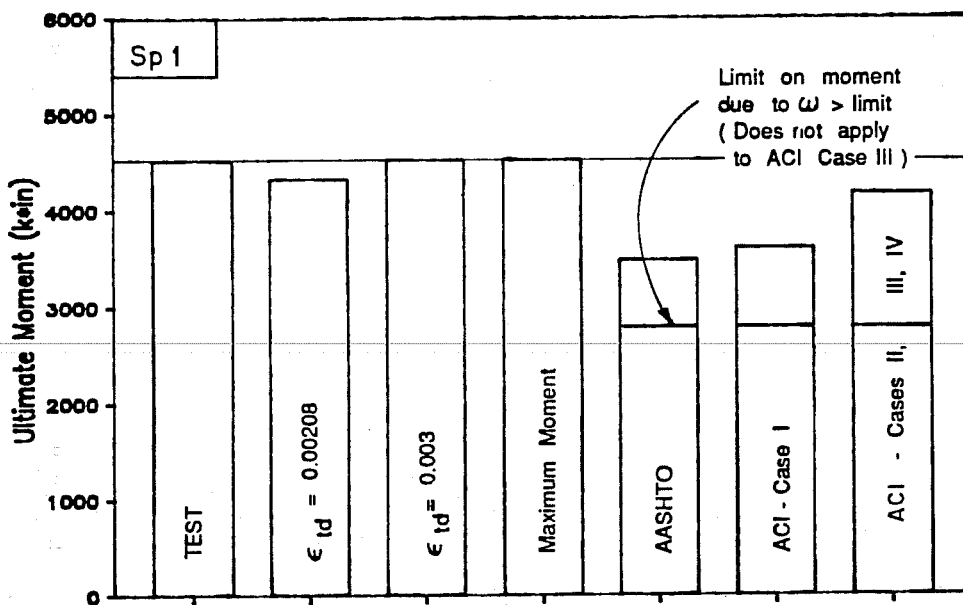 Sp 1
Ultimate Moment (k*in)
6000
5000
4000
3000
2000
1000
0
Limit on moment
due to ω > limit
( Does not apply
to ACI Case III )
TEST
ϵ td = 0.00208
ϵ td = 0.003
Maximum Moment
AASHTO
ACI - Case I
ACI - Cases II, III, IV